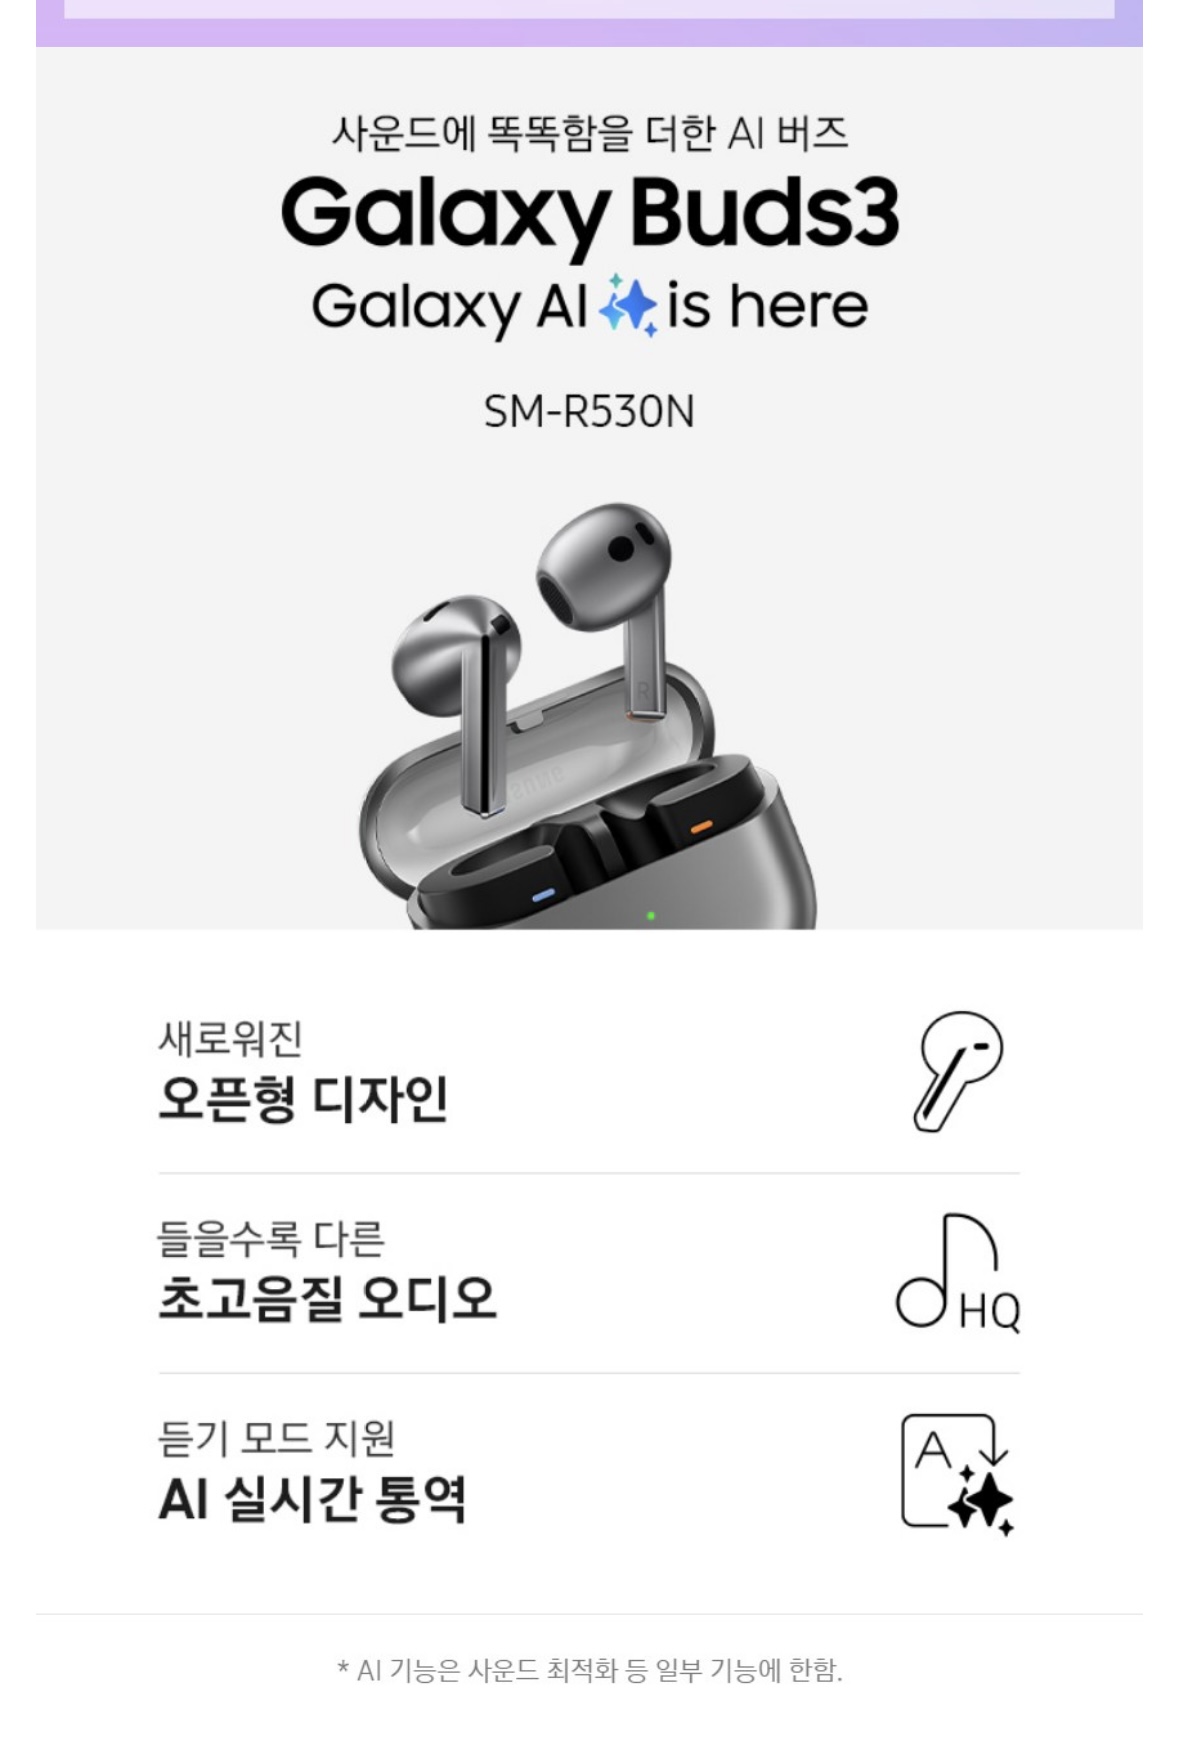 사운드에 똑똑함을 더한 AI 버즈
Galaxy Buds3
Galaxy AI is here
SM-R530N
R
새로워진
오픈형 디자인
들을수록 다른
초고음질 오디오
HQ
듣기 모드 지원
AI 실시간 통역
A
* AI 기능은 사운드 최적화 등 일부 기능에 한함.